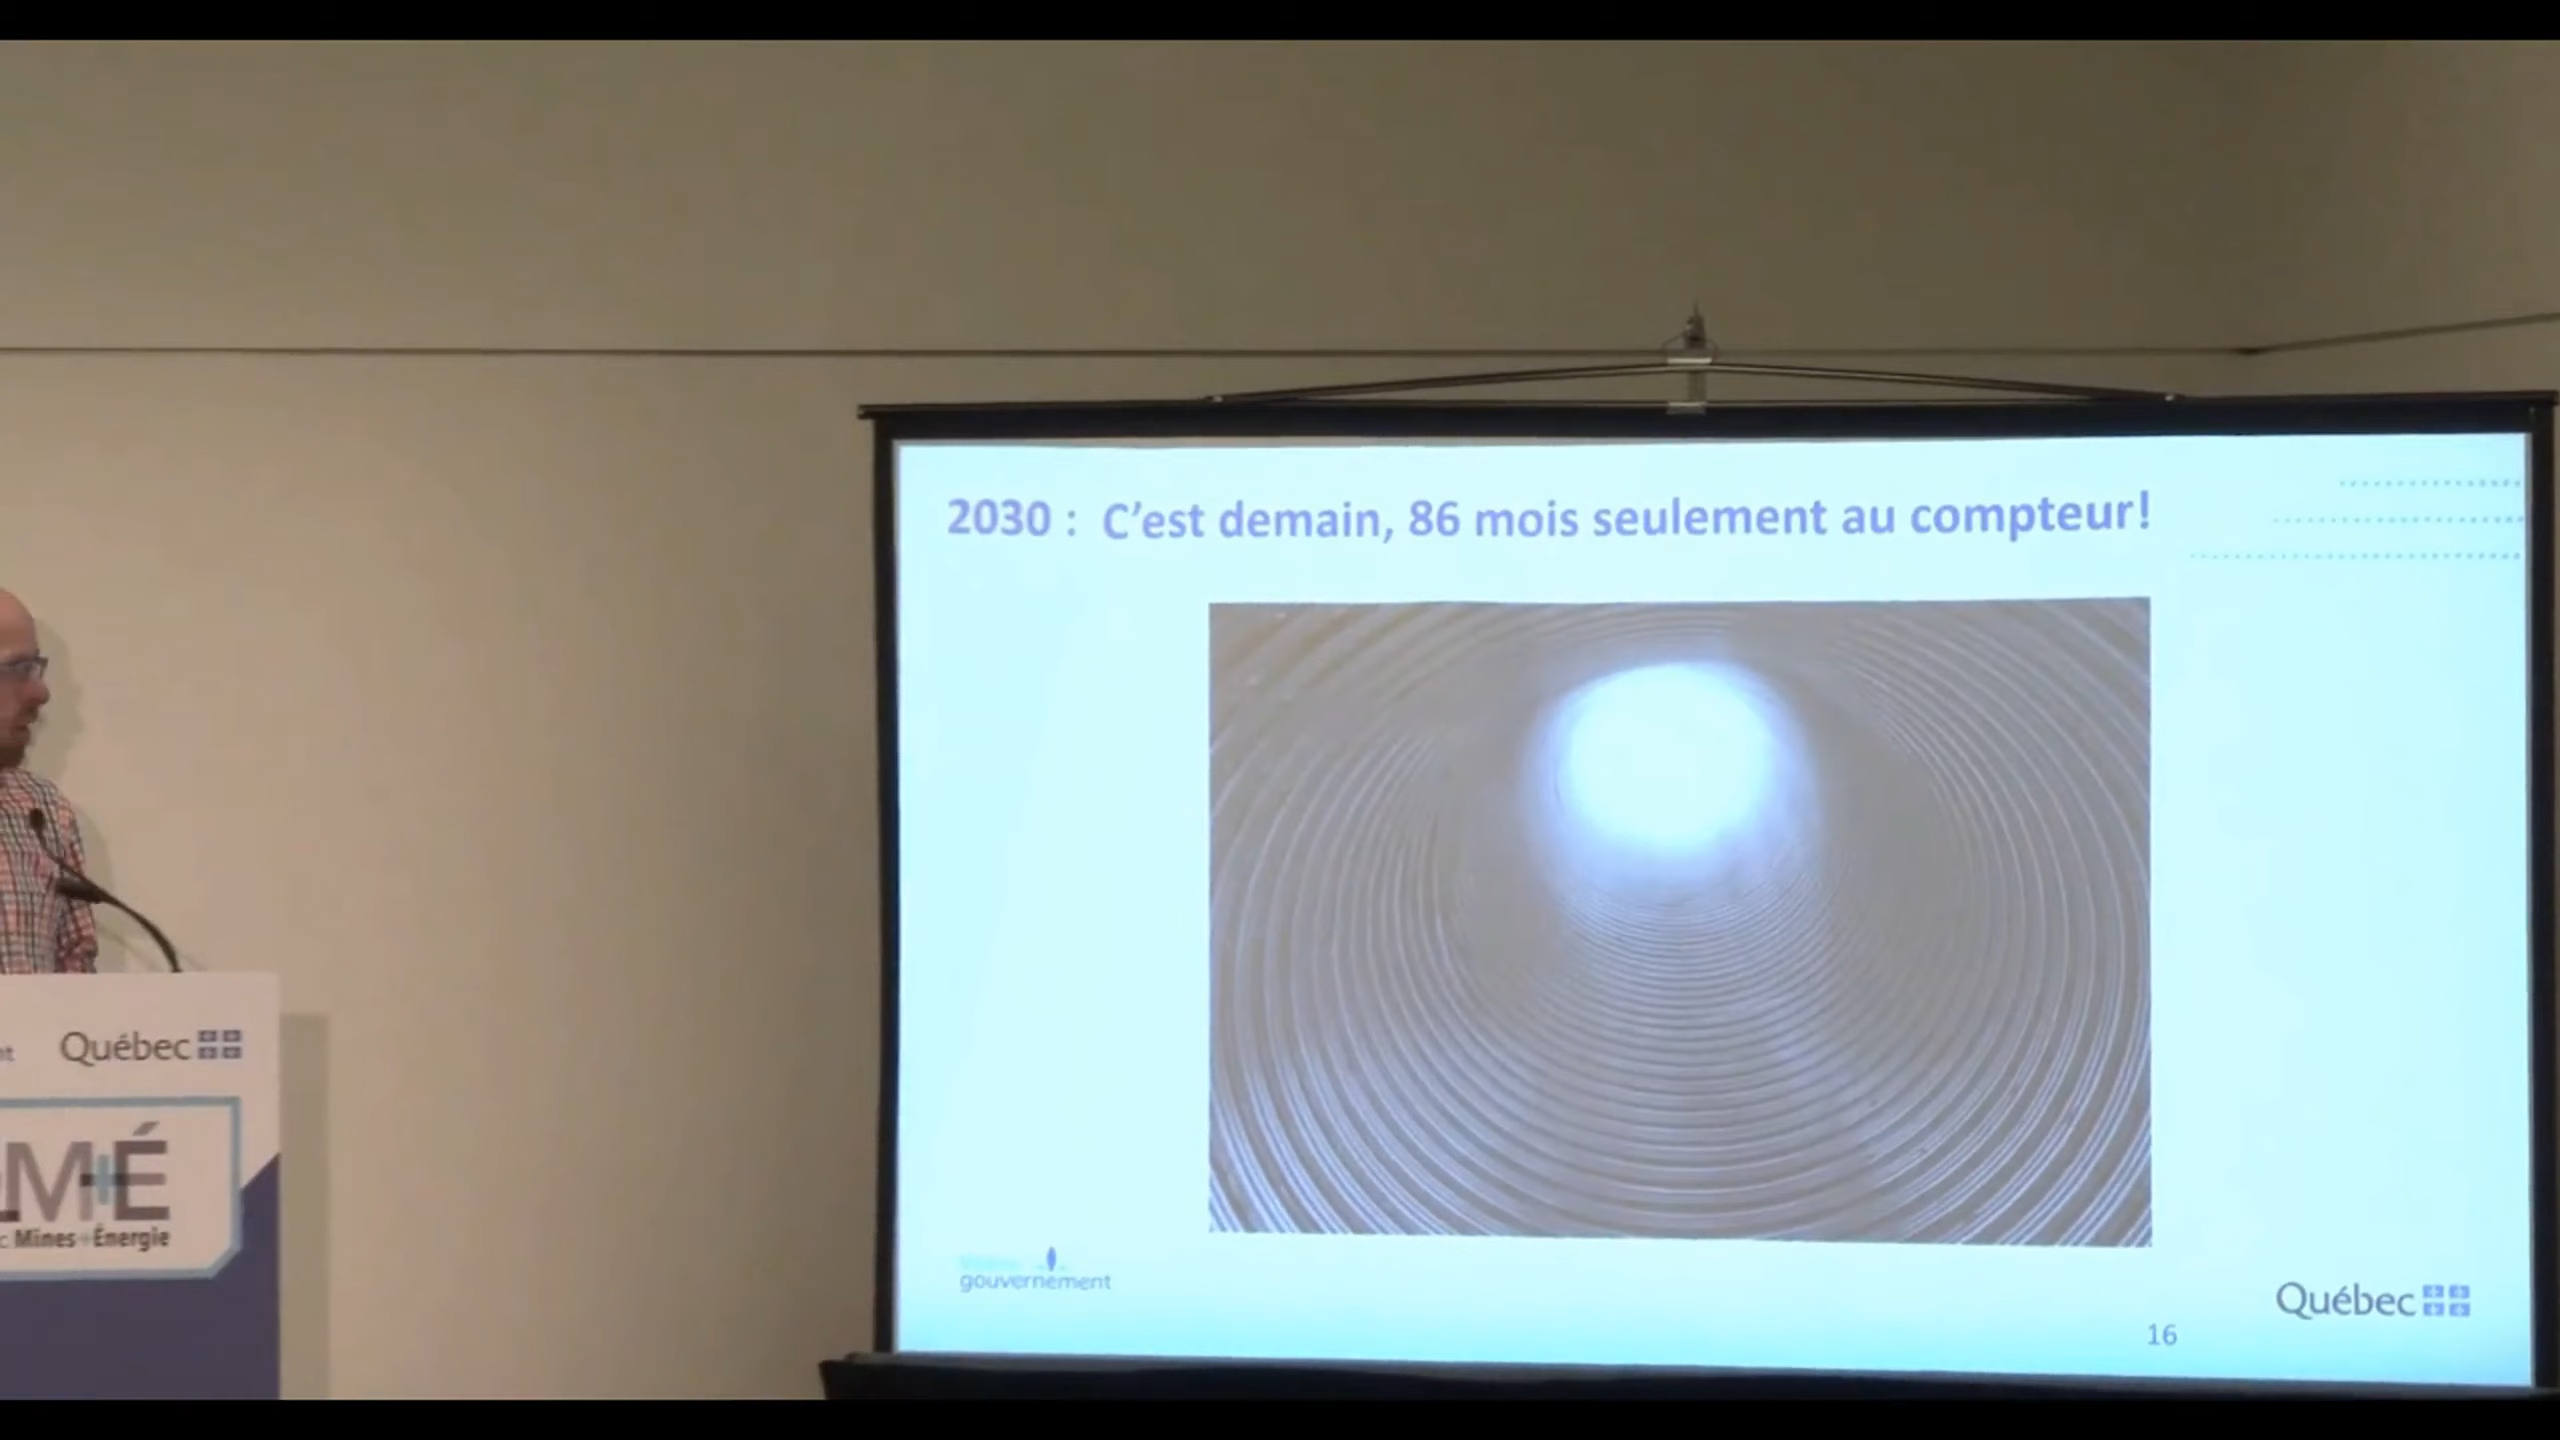 2030 : C'est demain, 86 mois seulement au compteur!
gouvernement
Québec
16
Québec
M+É
Mines+Énergie